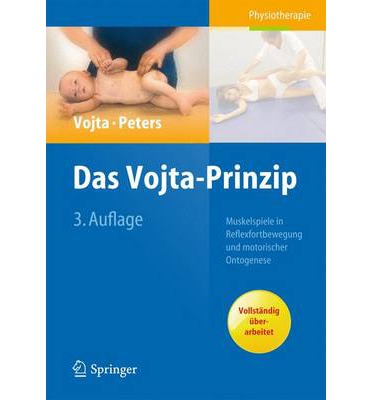 Physiotherapie
Vojta · Peters
Das Vojta-Prinzip
3. Auflage
Muskelspiele in
Reflexfortbewegung
und motorischer
Ontogenese
Vollständig
über-
arbeitet
Springer